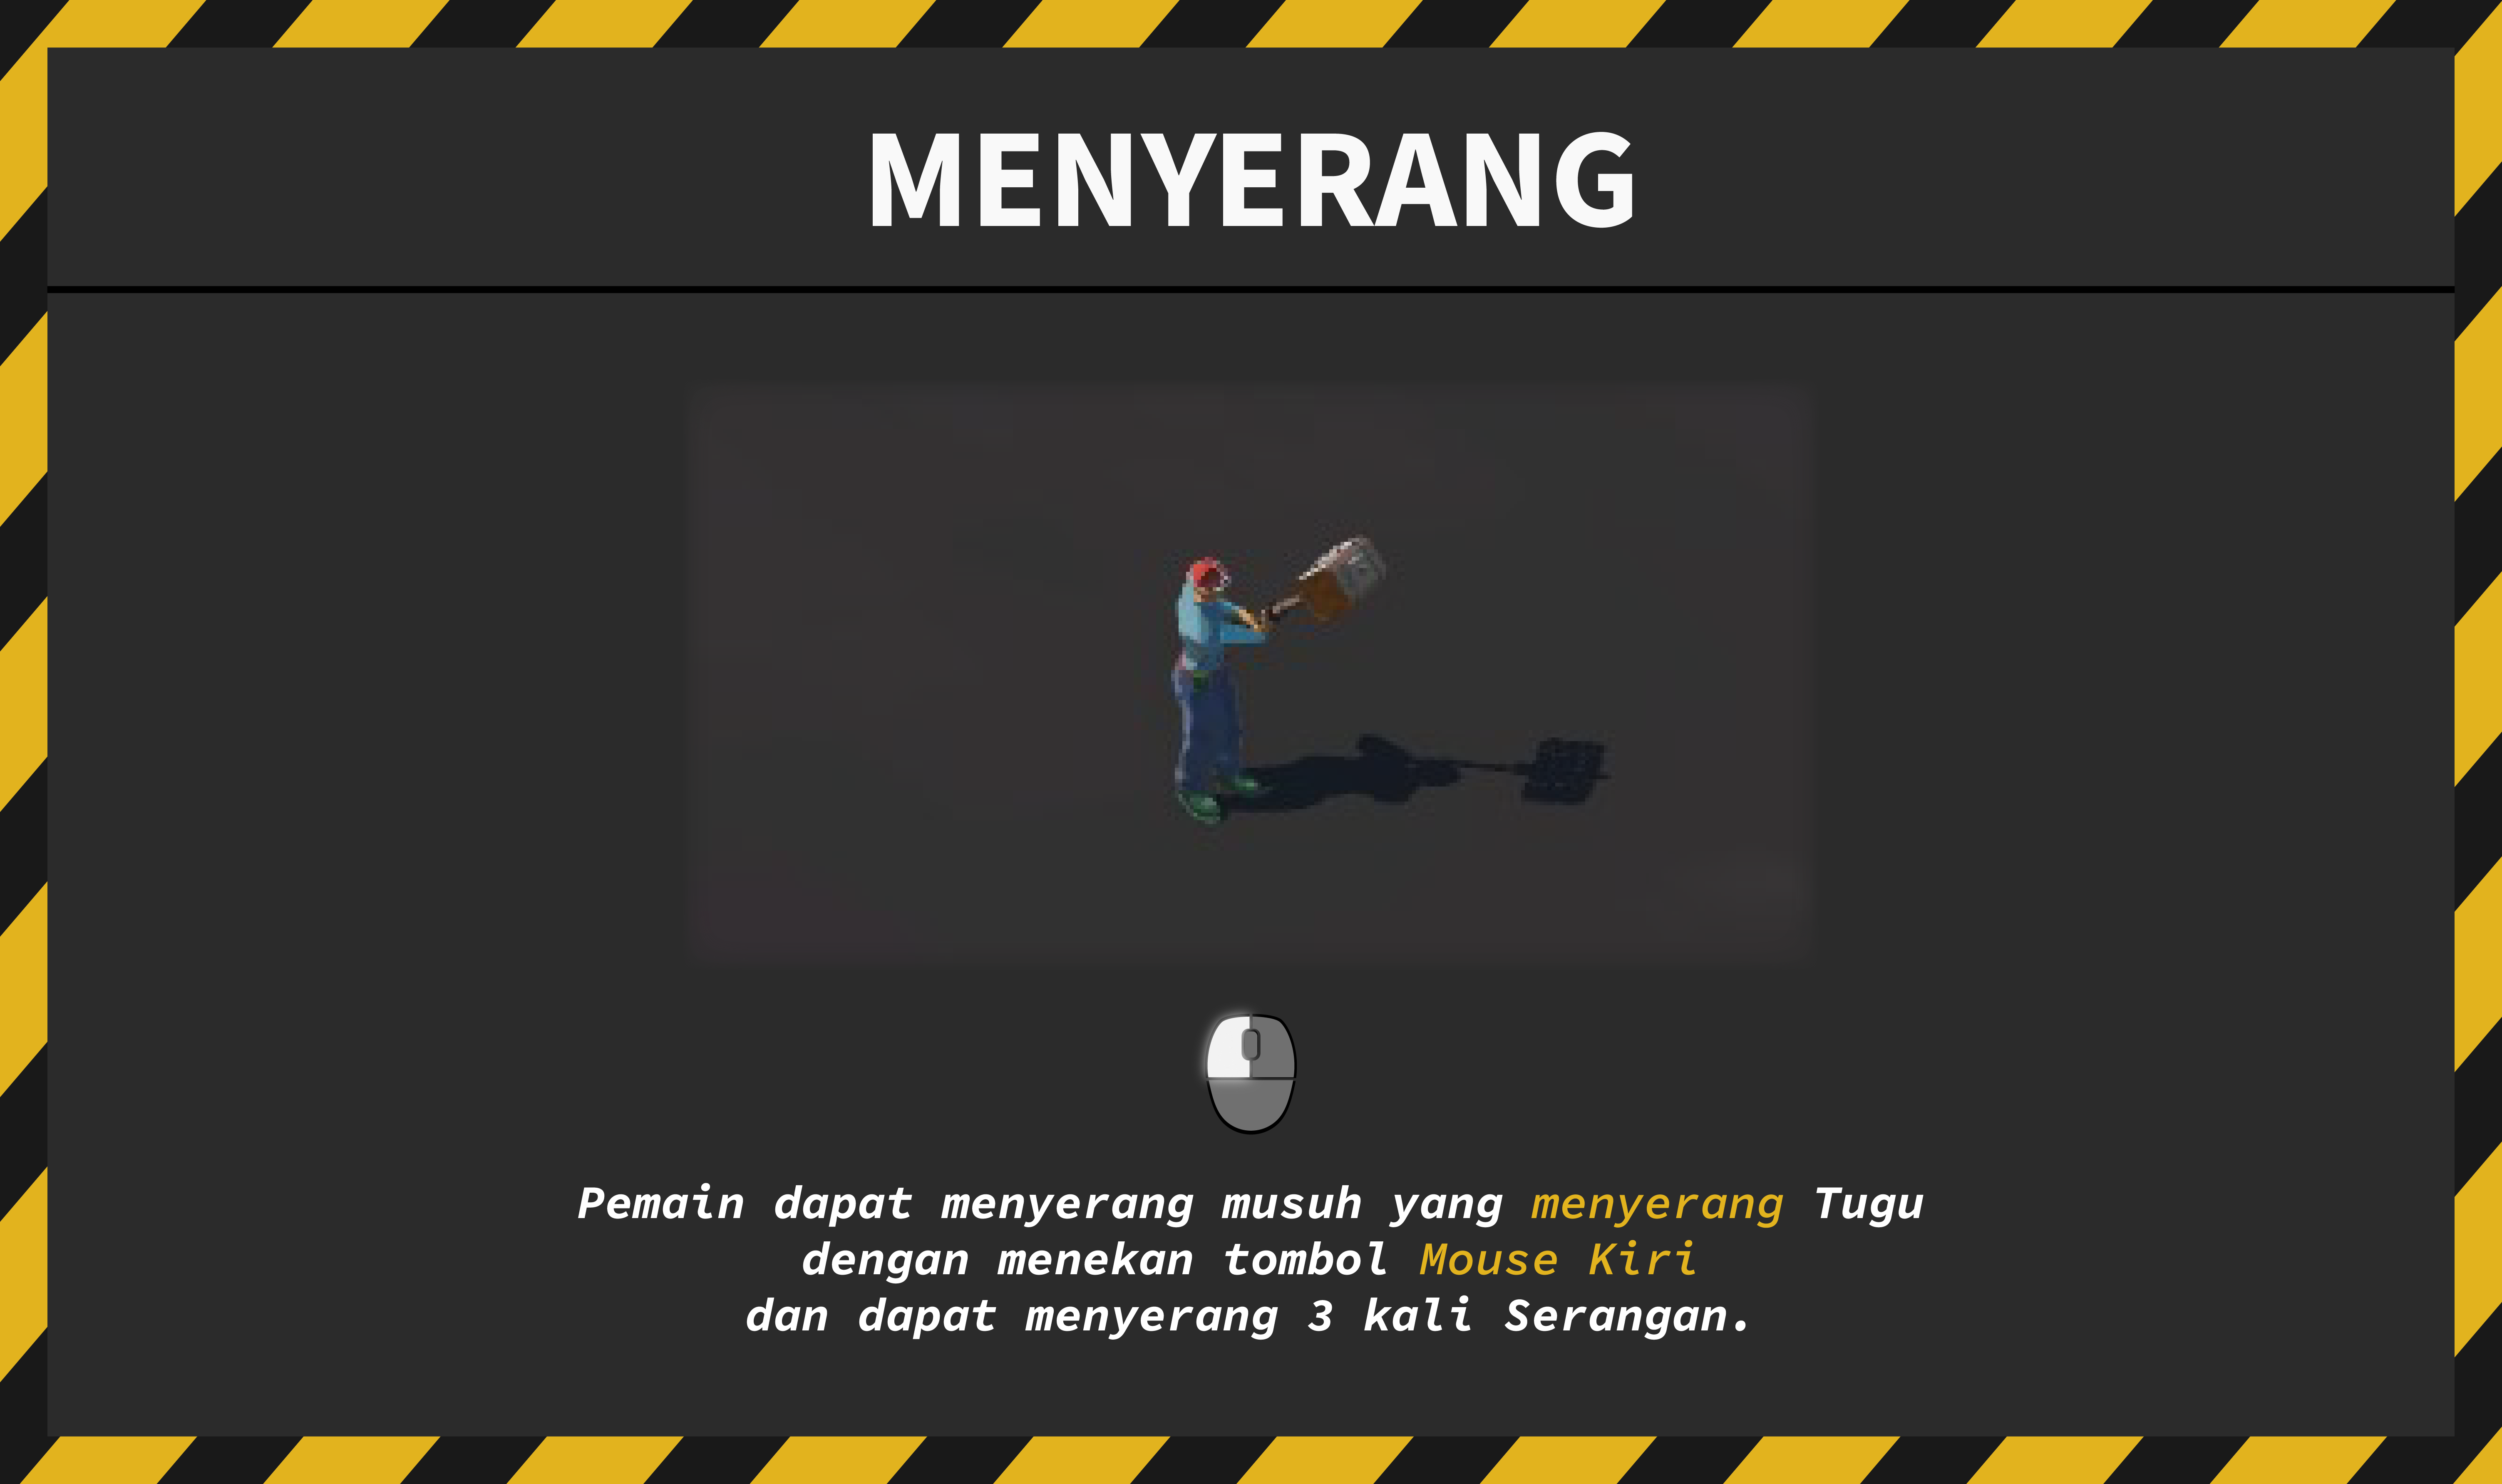 MENYERANG
Pemain dapat menyerang musuh yang menyerang Tugu
dengan menekan tombol Mouse Kiri
dan dapat menyerang 3 kali Serangan.